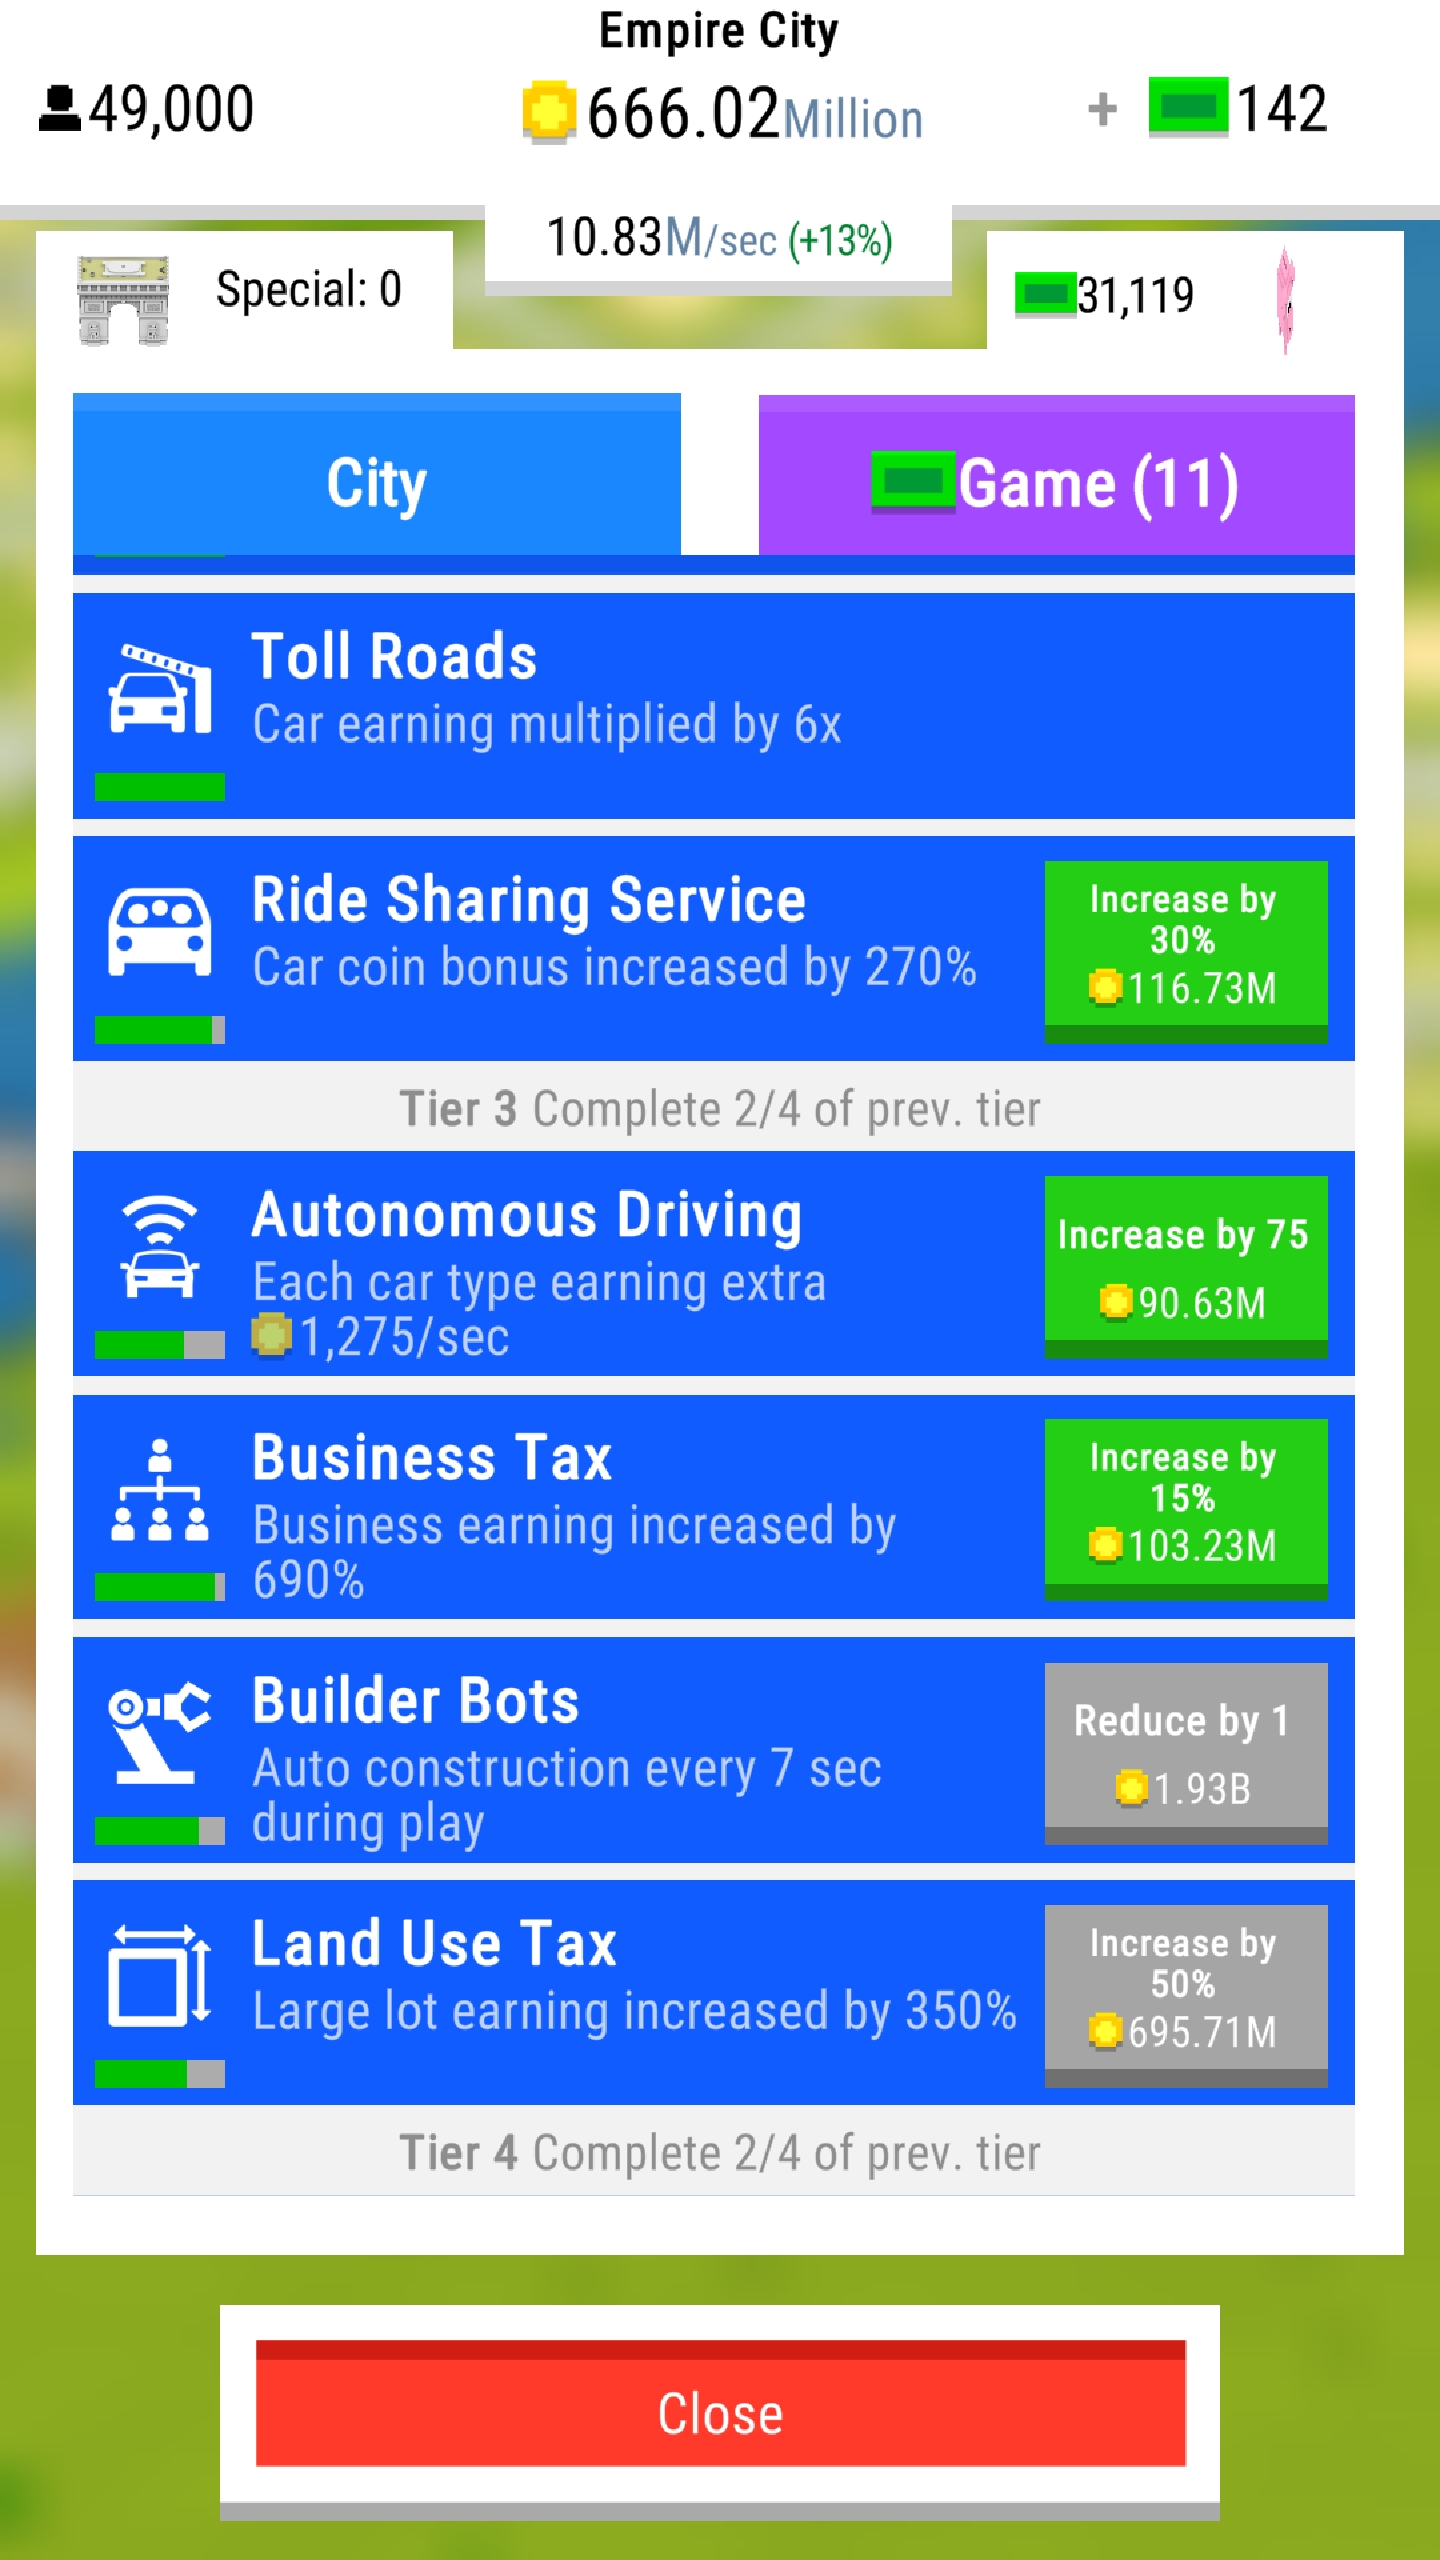 Empire City
49,000
666.02Million
+ 142
10.83M/sec (+13%)
Special: 0
31,119
City
Game (11)
Toll Roads
Car earning multiplied by 6x
Ride Sharing Service
Car coin bonus increased by 270%
Increase by
30%
116.73M
Tier 3 Complete 2/4 of prev. tier
Autonomous Driving
Each car type earning extra
1,275/sec
Increase by 75
90.63M
Business Tax
Business earning increased by
690%
Increase by
15%
103.23M
Builder Bots
Auto construction every 7 sec
during play
Reduce by 1
1.93B
Land Use Tax
Large lot earning increased by 350%
Increase by
50%
695.71M
Tier 4 Complete 2/4 of prev. tier
Close